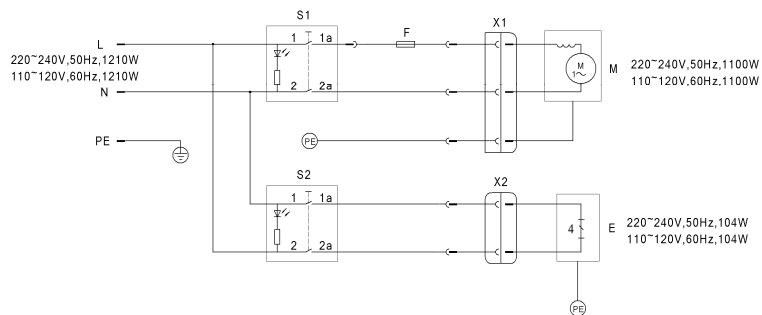 S1
L
1 1a
F
X1
220~240V,50Hz,1210W
110~120V,60Hz,1210W
N
2 2a
M
1~
M
220~240V,50Hz,1100W
110~120V,60Hz,1100W
PE
PE
S2
1 1a
X2
2 2a
4
E
220~240V,50Hz,104W
110~120V,60Hz,104W
PE